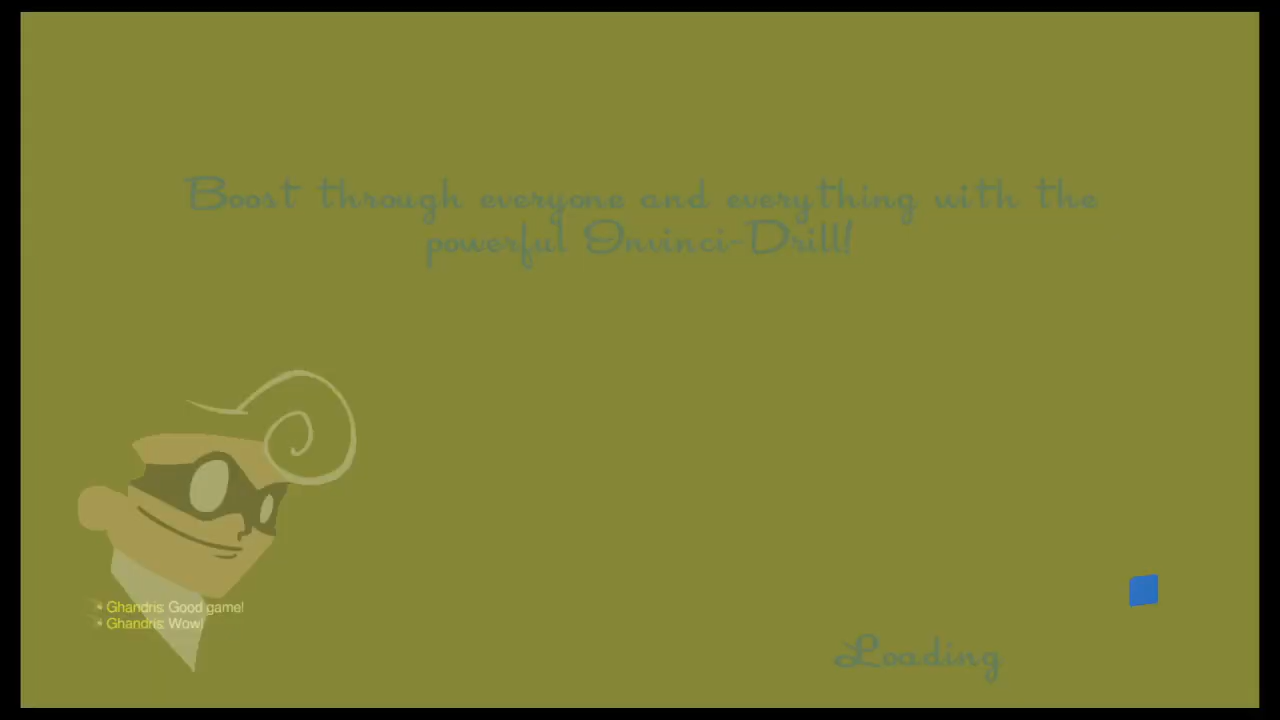 Boost through everyone and everything with the
powerful Invinci-Drill!
Ghandris: Good game!
Ghandris: Wow!
Loading